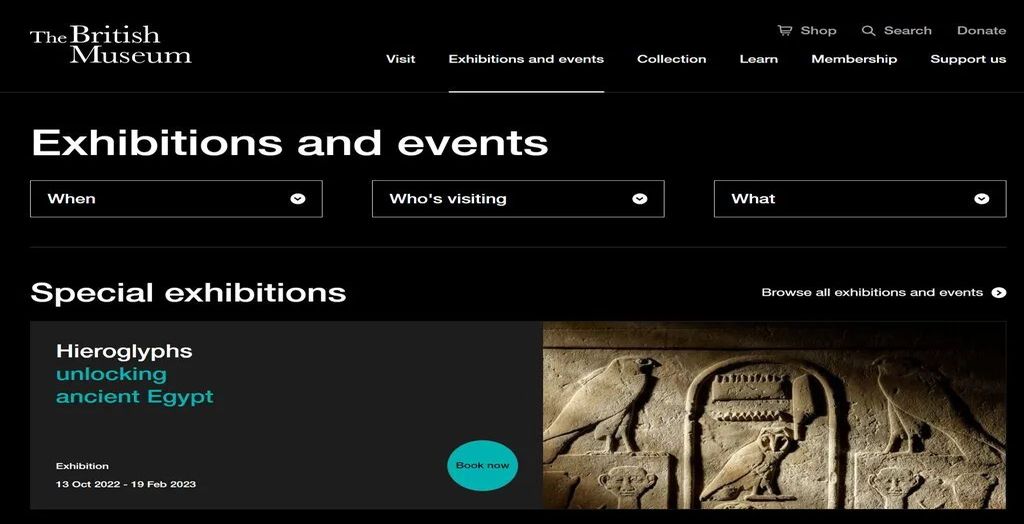 The British
Museum
Shop
Search
Donate
Visit
Exhibitions and events
Collection
Learn
Membership
Support us
Exhibitions and events
When
Who's visiting
What
Special exhibitions
Browse all exhibitions and events
Hieroglyphs
unlocking
ancient Egypt
Exhibition
13 Oct 2022 - 19 Feb 2023
Book now